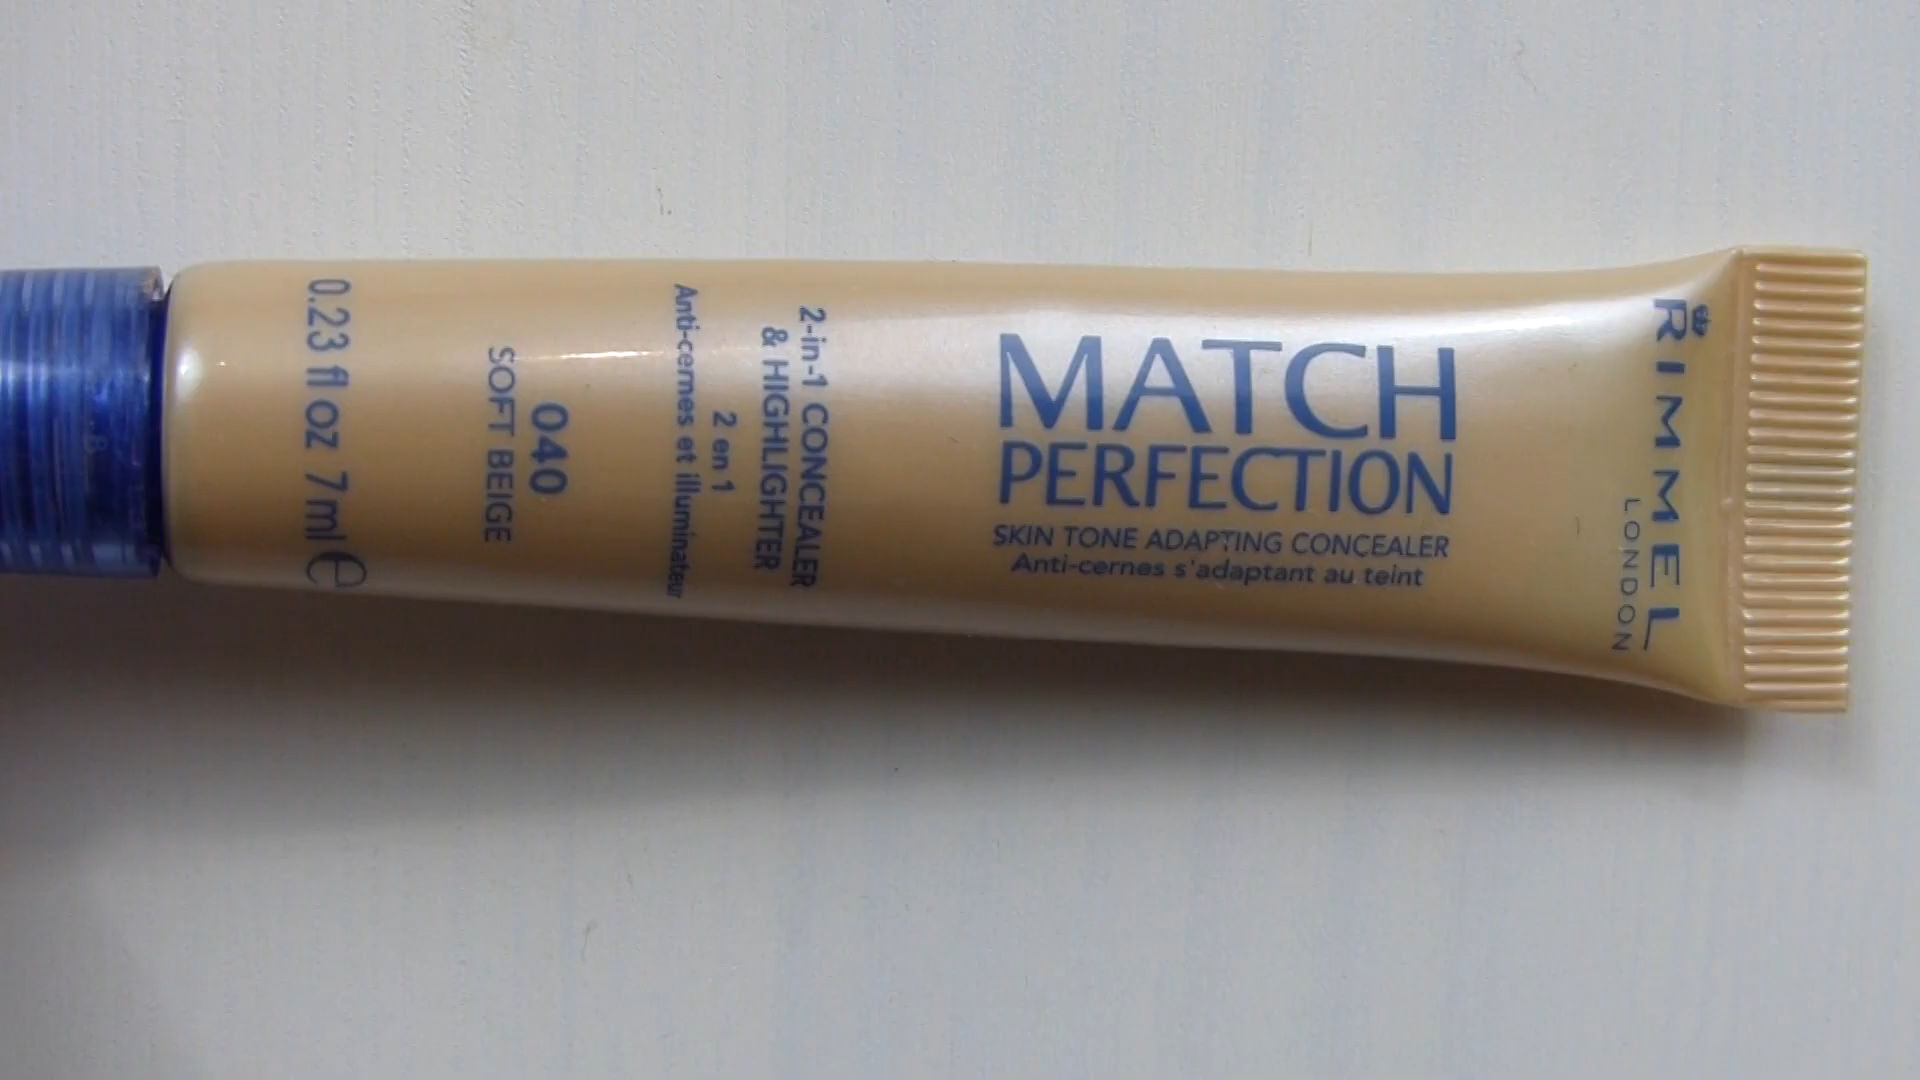 RIMMEL
LONDON
MATCH
PERFECTION
SKIN TONE ADAPTING CONCEALER
Anti-cernes s'adaptant au teint
2-in-1 CONCEALER
& HIGHLIGHTER
2 en 1
Anti-cernes et illuminateur
040
SOFT BEIGE
0.23 fl oz 7ml ℮